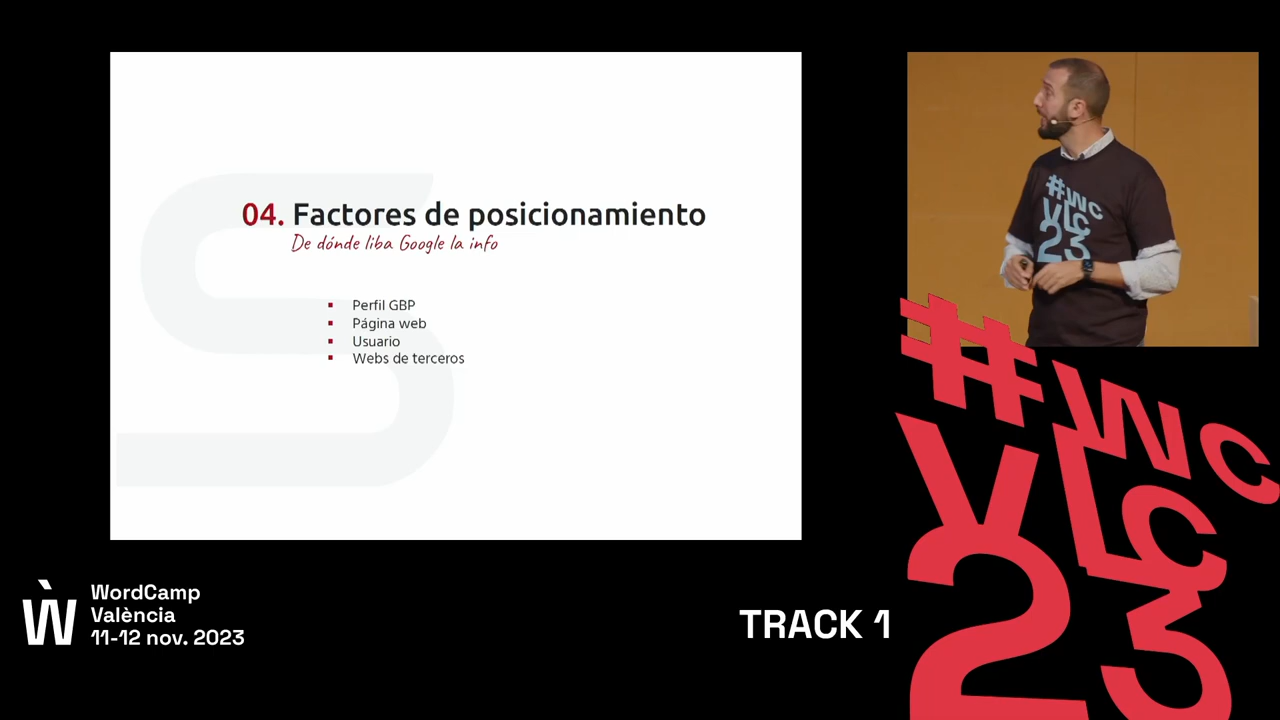 04. Factores de posicionamiento
De dónde liba Google la info
▪ Perfil GBP
▪ Página web
▪ Usuario
▪ Webs de terceros
#WC
VLC
23
#WC
VLC
23
Ẁ
WordCamp
València
11-12 nov. 2023
TRACK 1